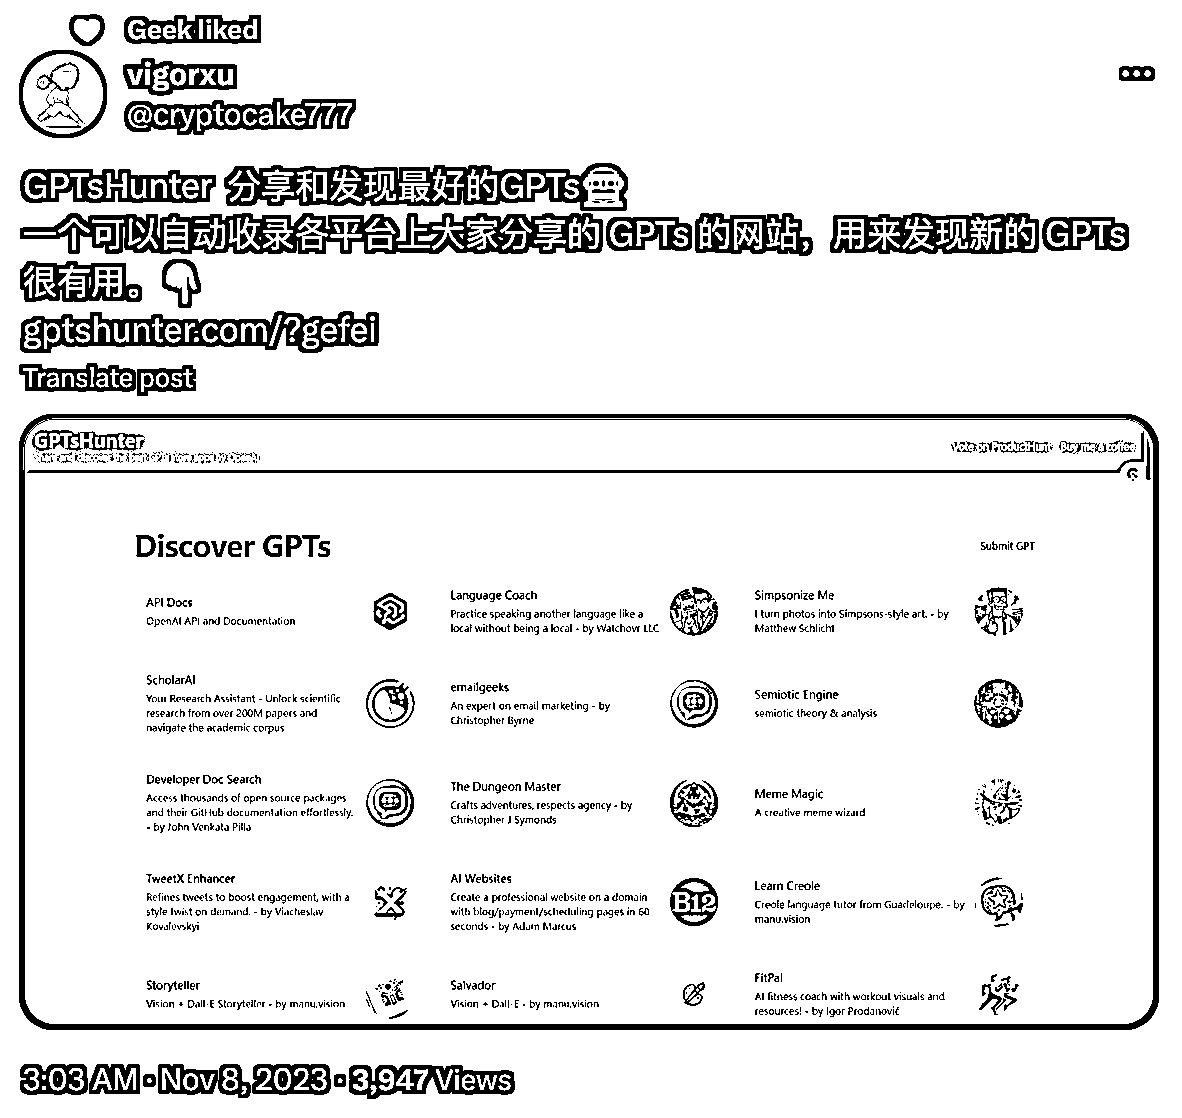 Geek liked
vigorxu
@cryptocake777
GPTsHunter 分享和发现最好的GPTs
一个可以自动收录各平台上大家分享的 GPTs 的网站，用来发现新的 GPTs
很有用。👇
gptshunter.com/?gefei
Translate post
GPTsHunter
Vote on ProductHunt Buy me a coffee
Discover GPTs
Submit GPT
API Docs
OpenAI API and Documentation
Language Coach
Practice speaking another language like a
local without being a local - by Watchovr LLC
Simpsonize Me
I turn photos into Simpsons-style art. - by
Matthew Schlicht
ScholarAI
Your Research Assistant - Unlock scientific
research from over 200M papers and
navigate the academic corpus
emailgeeks
An expert on email marketing - by
Christopher Byrne
Semiotic Engine
semiotic theory & analysis
Developer Doc Search
Access thousands of open source packages
and their GitHub documentation effortlessly.
- by John Venkata Pilla
The Dungeon Master
Crafts adventures, respects agency - by
Christopher J Symonds
Meme Magic
A creative meme wizard
TweetX Enhancer
Refines tweets to boost engagement, with a
style twist on demand. - by Viacheslav
Kovalevskyi
AI Websites
Create a professional website on a domain
with blog/payment/scheduling pages in 60
seconds - by Adam Marcus
B12
Learn Creole
Creole language tutor from Guadeloupe. - by
manu.vision
Storyteller
Vision + Dall·E Storyteller - by manu.vision
Salvador
Vision + Dall·E - by manu.vision
FitPal
AI fitness coach with workout visuals and
resources! - by Igor Prodanović
3:03 AM · Nov 8, 2023 · 3,947 Views